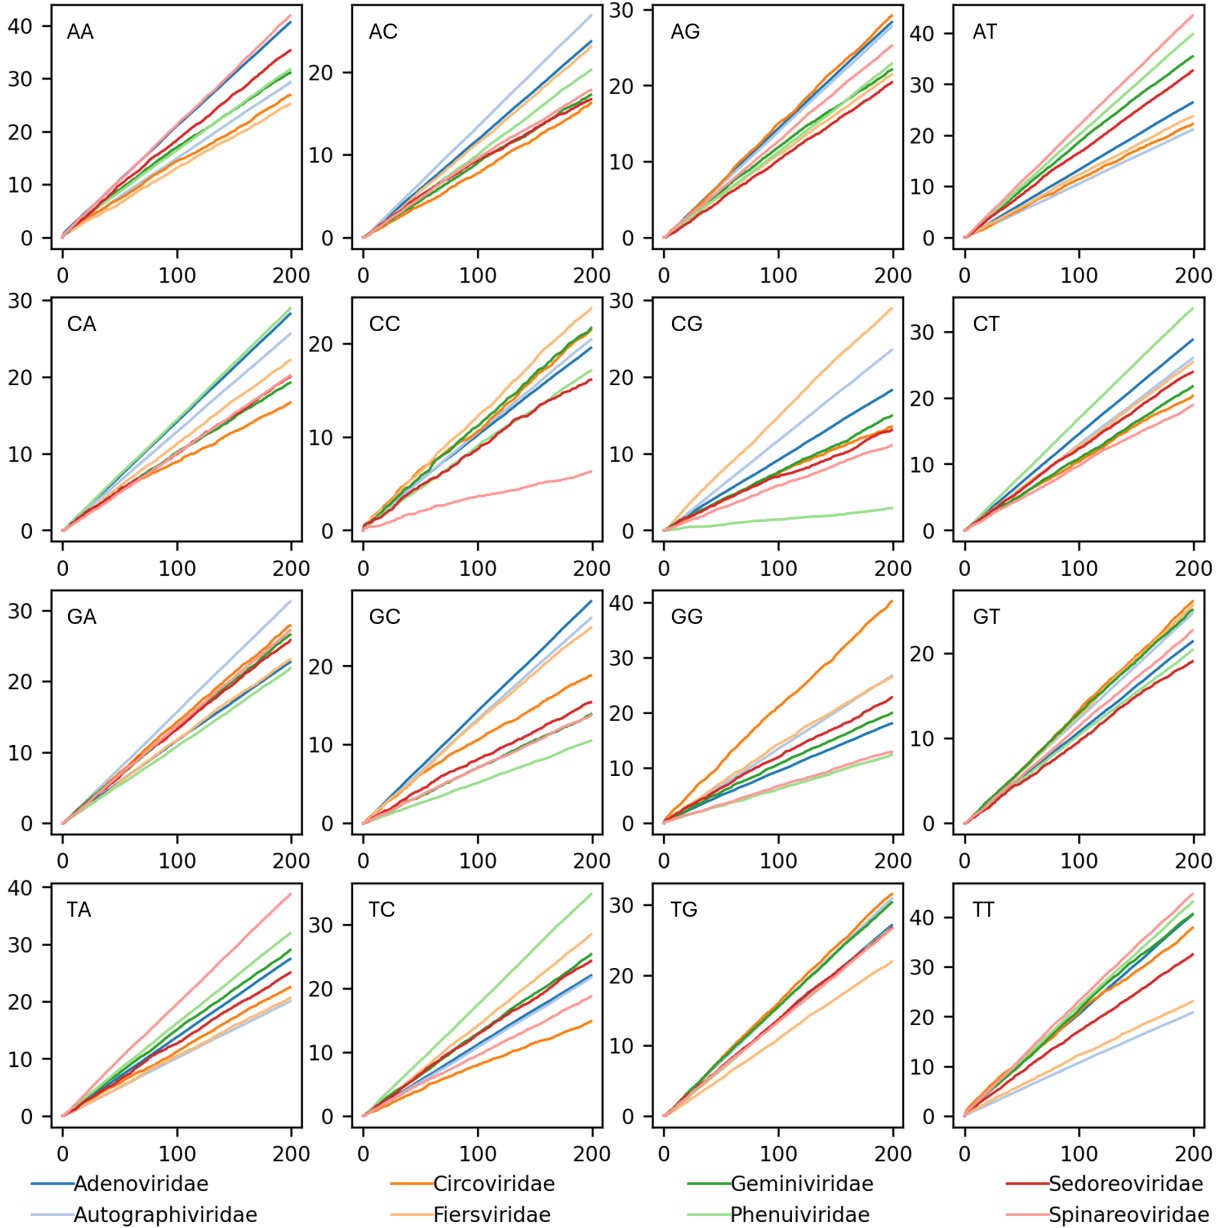 AA AC AG AT
40 20 30 40
30 10 20 30
20 0 10 20
10 0 10
0 0
0 100 200 0 100 200 0 100 200 0 100 200
CA CC CG CT
30 20 30 30
20 10 20 20
10 0 10 10
0 0 0
0 100 200 0 100 200 0 100 200 0 100 200
GA GC GG GT
30 20 40 20
20 10 30 10
10 0 20 0
0 10
0
0 100 200 0 100 200 0 100 200 0 100 200
TA TC TG TT
40 30 30 40
30 20 20 30
20 10 10 20
10 0 0 10
0 0
0 100 200 0 100 200 0 100 200 0 100 200
Adenoviridae Circoviridae Geminiviridae Sedoreoviridae
Autographiviridae Fiersviridae Phenuiviridae Spinareoviridae